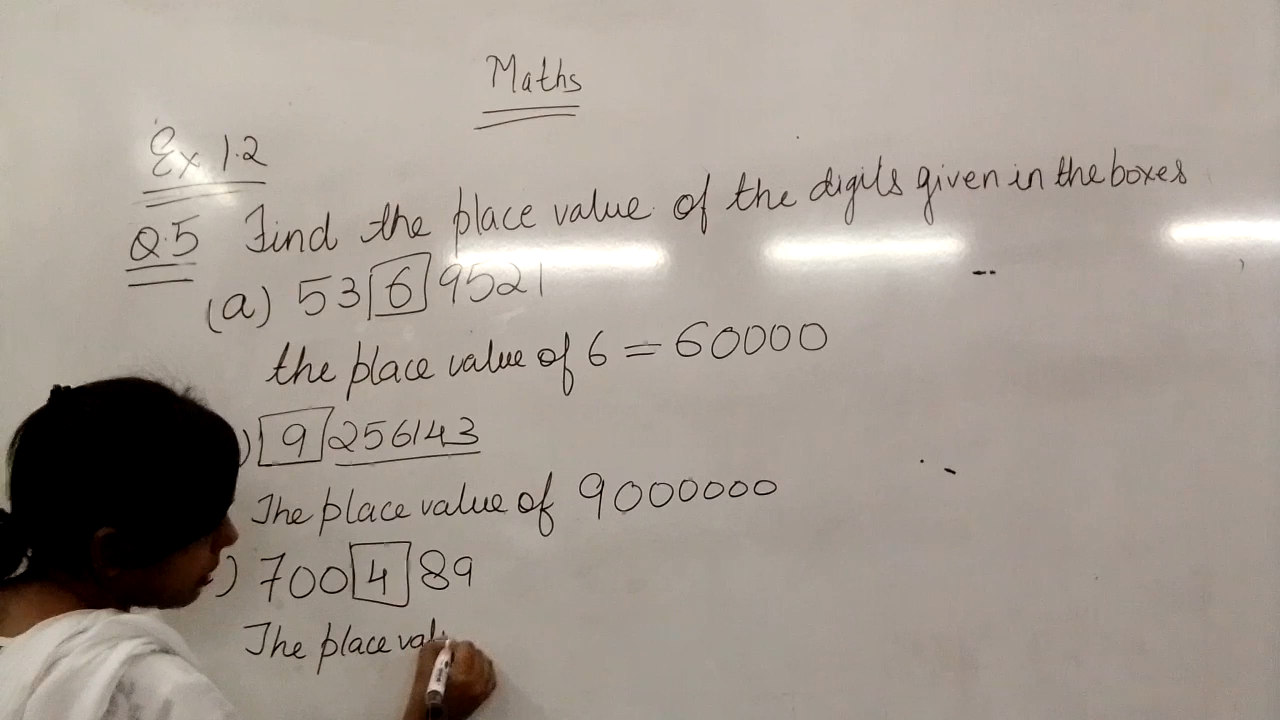 Maths
Ex 1.2
Q.5 Find the place value of the digits given in the boxes
(a) 5369521
the place value of 6 = 60000
) 9256143
The place value of 9000000
) 700489
The place val